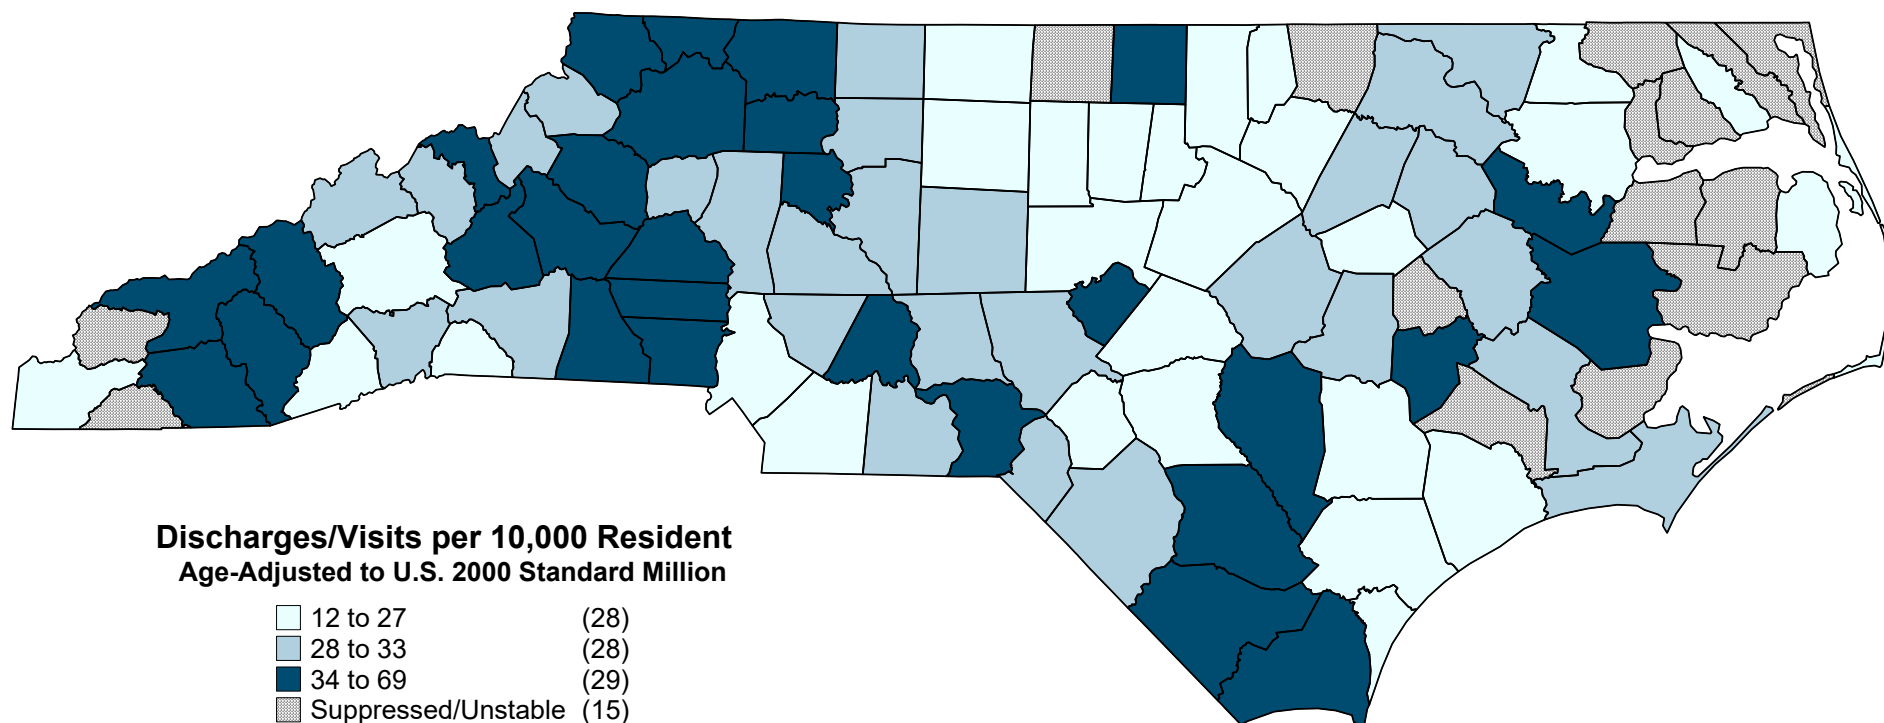 Discharges/Visits per 10,000 Resident
Age-Adjusted to U.S. 2000 Standard Million
12 to 27 (28)
28 to 33 (28)
34 to 69 (29)
Suppressed/Unstable (15)